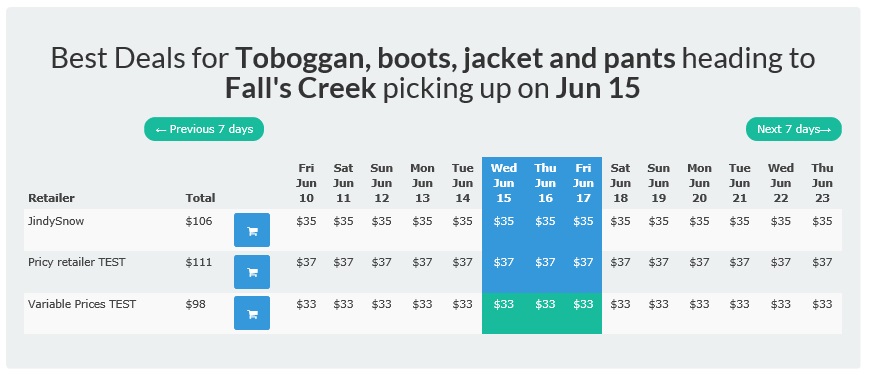 Best Deals for Toboggan, boots, jacket and pants heading to
Fall's Creek picking up on Jun 15
← Previous 7 days Next 7 days→
Fri Sat Sun Mon Tue Wed Thu Fri Sat Sun Mon Tue Wed Thu
Jun Jun Jun Jun Jun Jun Jun Jun Jun Jun Jun Jun Jun Jun
Retailer Total 10 11 12 13 14 15 16 17 18 19 20 21 22 23
JindySnow $106 $35 $35 $35 $35 $35 $35 $35 $35 $35 $35 $35 $35 $35 $35
Pricy retailer TEST $111 $37 $37 $37 $37 $37 $37 $37 $37 $37 $37 $37 $37 $37 $37
Variable Prices TEST $98 $33 $33 $33 $33 $33 $33 $33 $33 $33 $33 $33 $33 $33 $33